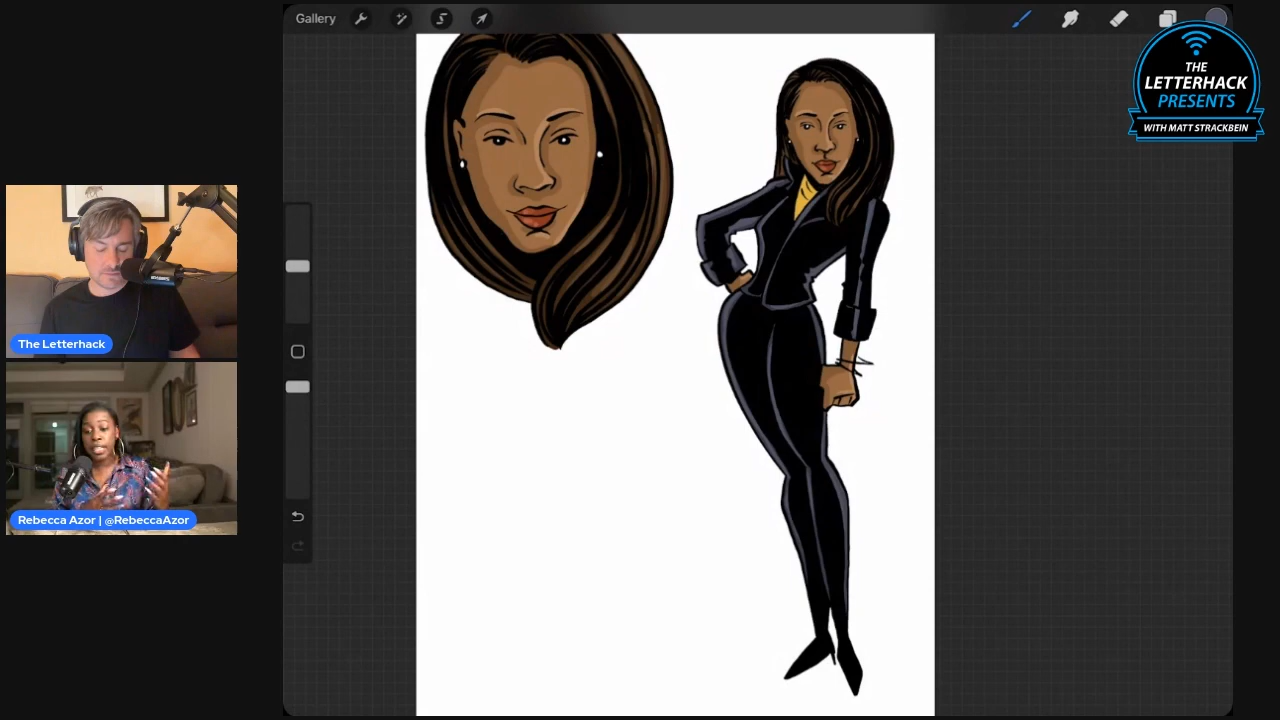 Gallery
THE
LETTERHACK
PRESENTS
WITH MATT STRACKBEIN
The Letterhack
Rebecca Azor | @RebeccaAzor